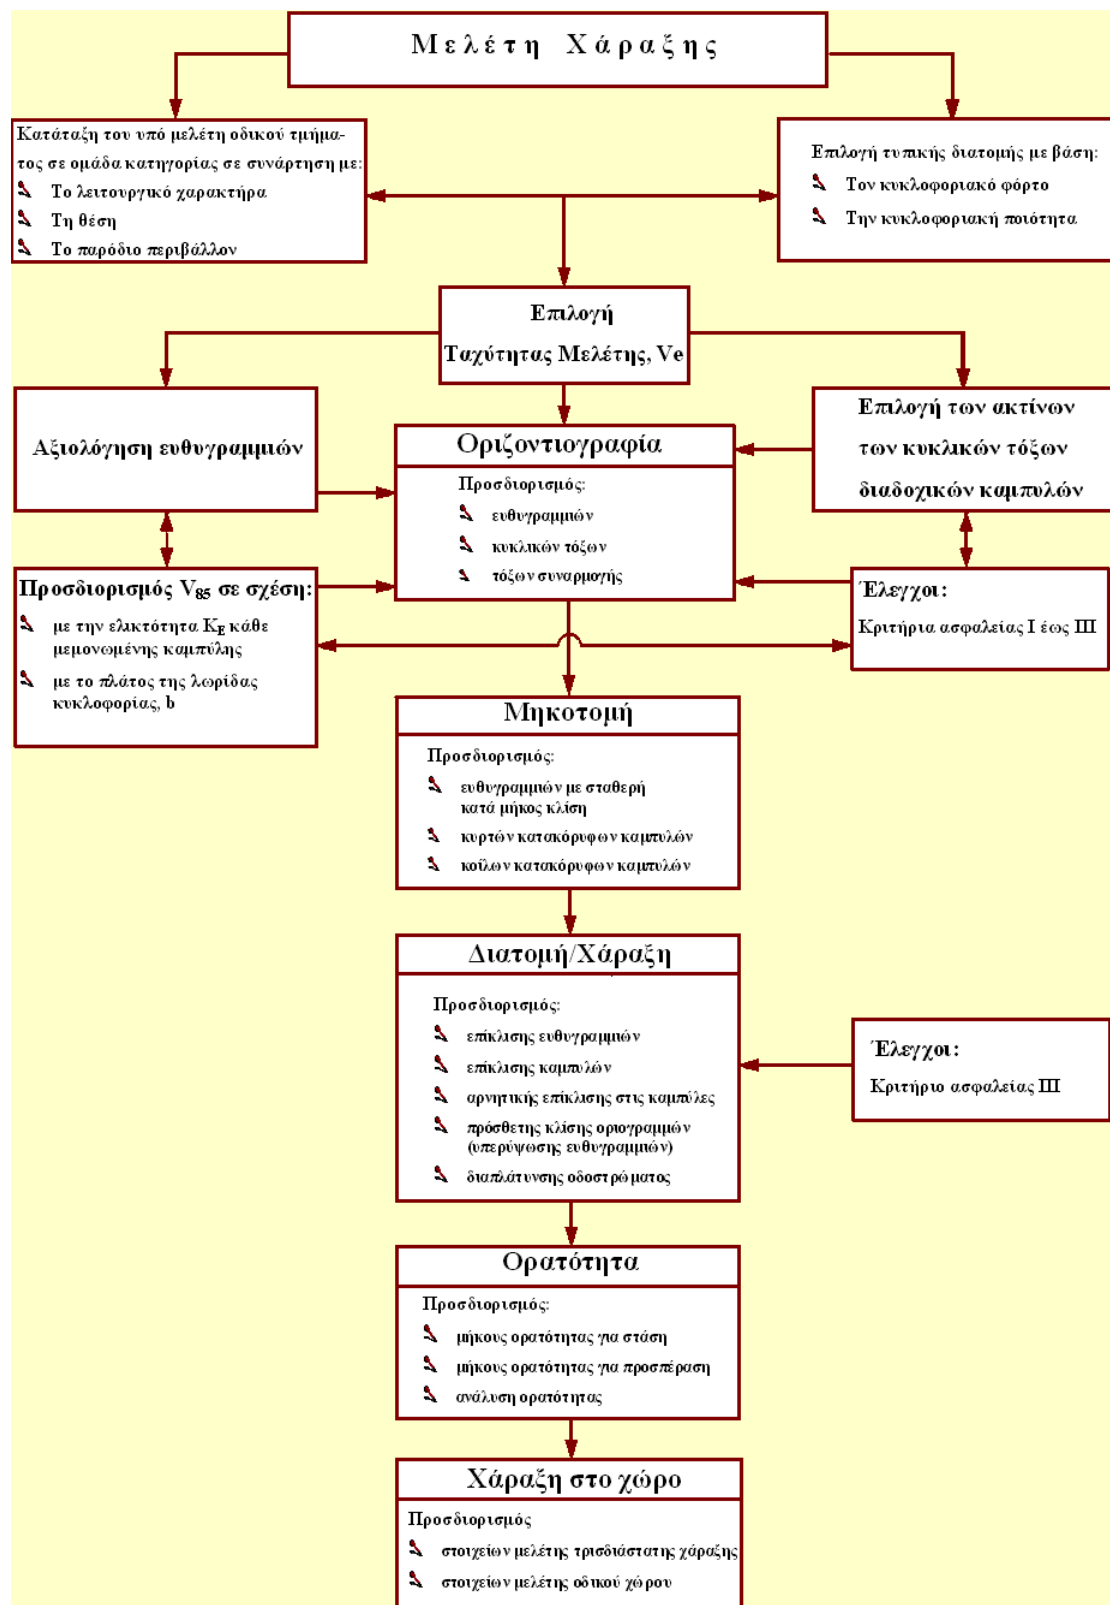 Μελέτη Χάραξης
Κατάταξη του υπό μελέτη οδικού τμήμα-
τος σε ομάδα κατηγορίας σε συνάρτηση με:
Το λειτουργικό χαρακτήρα
Τη θέση
Το παρόδιο περιβάλλον
Επιλογή τυπικής διατομής με βάση:
Τον κυκλοφοριακό φόρτο
Την κυκλοφοριακή ποιότητα
Επιλογή
Ταχύτητας Μελέτης, Ve
Αξιολόγηση ευθυγραμμιών
Οριζοντιογραφία
Προσδιορισμός:
ευθυγραμμιών
κυκλικών τόξων
τόξων συναρμογής
Επιλογή των ακτίνων
των κυκλικών τόξων
διαδοχικών καμπυλών
Προσδιορισμός V85 σε σχέση:
με την ελικτότητα KE κάθε
μεμονωμένης καμπύλης
με το πλάτος της λωρίδας
κυκλοφορίας, b
Έλεγχοι:
Κριτήρια ασφαλείας I έως III
Μηκοτομή
Προσδιορισμός:
ευθυγραμμιών με σταθερή
κατά μήκος κλίση
κυρτών κατακόρυφων καμπυλών
κοίλων κατακόρυφων καμπυλών
Διατομή/Χάραξη
Προσδιορισμός:
επίκλισης ευθυγραμμιών
επίκλισης καμπυλών
αρνητικής επίκλισης στις καμπύλες
πρόσθετης κλίσης οριογραμμών
(υπερύψωσης ευθυγραμμιών)
διαπλάτυνσης οδοστρώματος
Έλεγχοι:
Κριτήριο ασφαλείας III
Ορατότητα
Προσδιορισμός:
μήκους ορατότητας για στάση
μήκους ορατότητας για προσπέραση
ανάλυση ορατότητας
Χάραξη στο χώρο
Προσδιορισμός
στοιχείων μελέτης τρισδιάστατης χάραξης
στοιχείων μελέτης οδικού χώρου